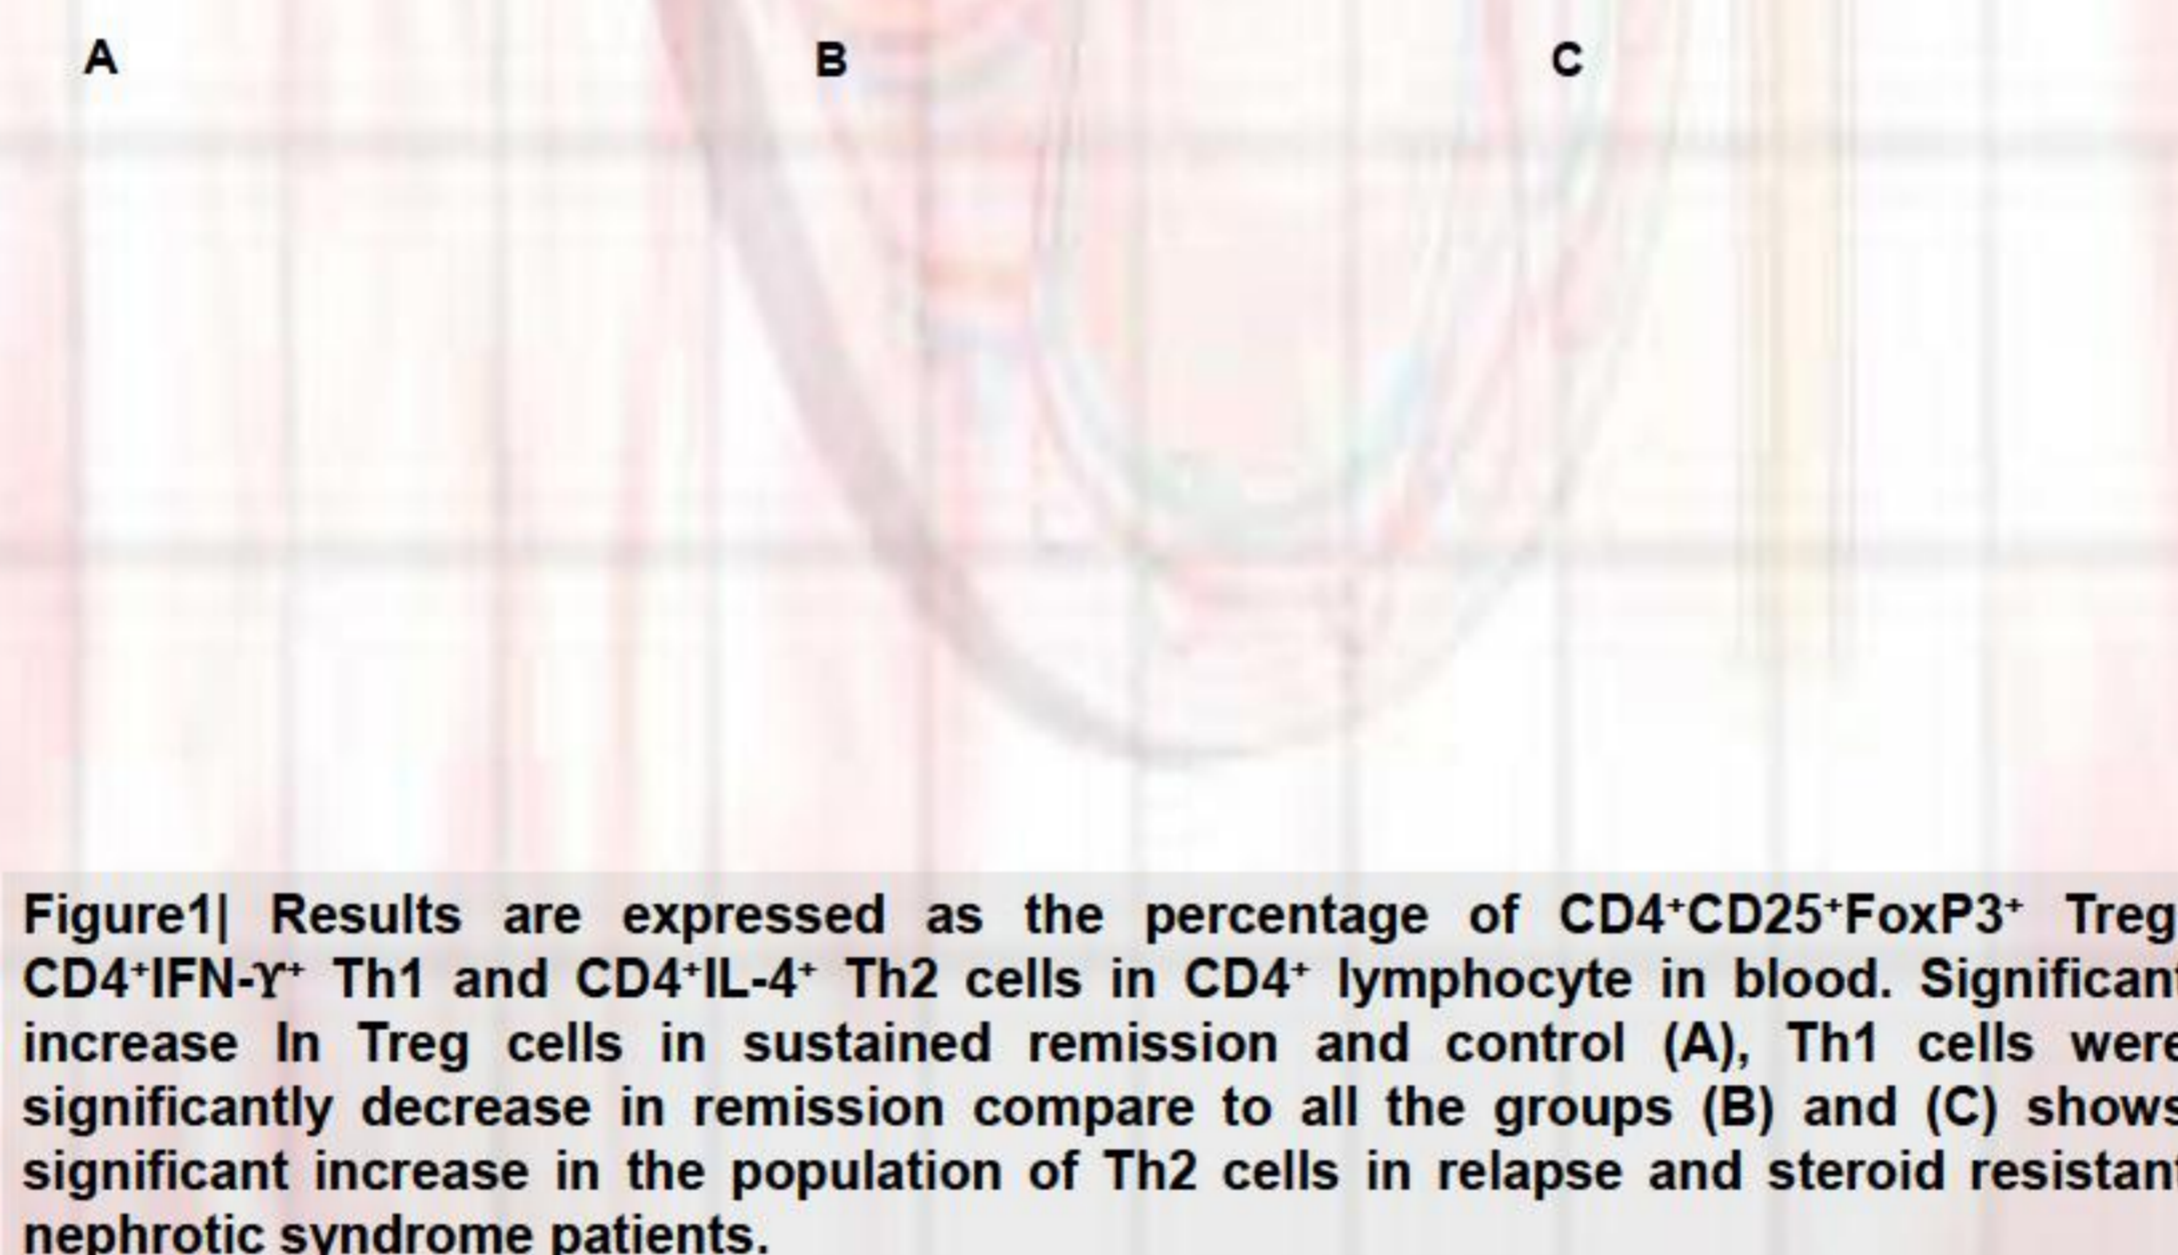 A B C
Figure1| Results are expressed as the percentage of CD4⁺CD25⁺FoxP3⁺ Treg
CD4⁺IFN-ϒ⁺ Th1 and CD4⁺IL-4⁺ Th2 cells in CD4⁺ lymphocyte in blood. Significant
increase In Treg cells in sustained remission and control (A), Th1 cells were
significantly decrease in remission compare to all the groups (B) and (C) shows
significant increase in the population of Th2 cells in relapse and steroid resistant
nephrotic syndrome patients.